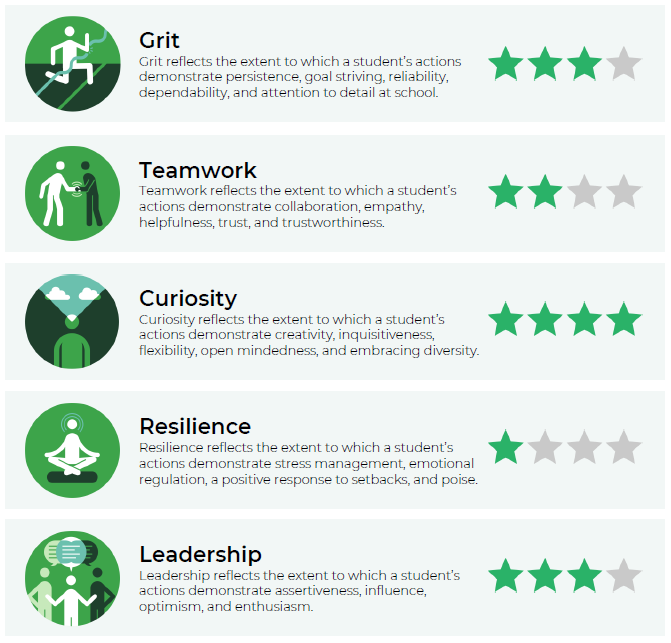 Grit
Grit reflects the extent to which a student's actions
demonstrate persistence, goal striving, reliability,
dependability, and attention to detail at school.
Teamwork
Teamwork reflects the extent to which a student's
actions demonstrate collaboration, empathy,
helpfulness, trust, and trustworthiness.
Curiosity
Curiosity reflects the extent to which a student's
actions demonstrate creativity, inquisitiveness,
flexibility, open mindedness, and embracing diversity.
Resilience
Resilience reflects the extent to which a student's
actions demonstrate stress management, emotional
regulation, a positive response to setbacks, and poise.
Leadership
Leadership reflects the extent to which a student's
actions demonstrate assertiveness, influence,
optimism, and enthusiasm.